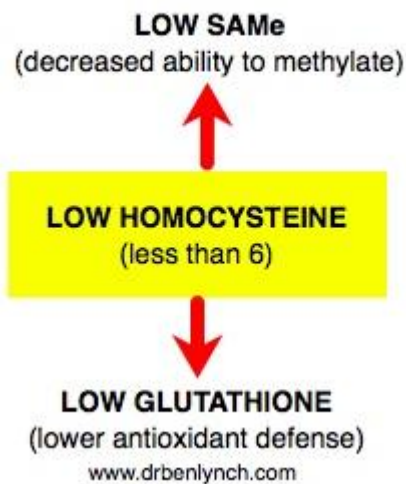 LOW SAMe
(decreased ability to methylate)
LOW HOMOCYSTEINE
(less than 6)
LOW GLUTATHIONE
(lower antioxidant defense)
www.drbenlynch.com